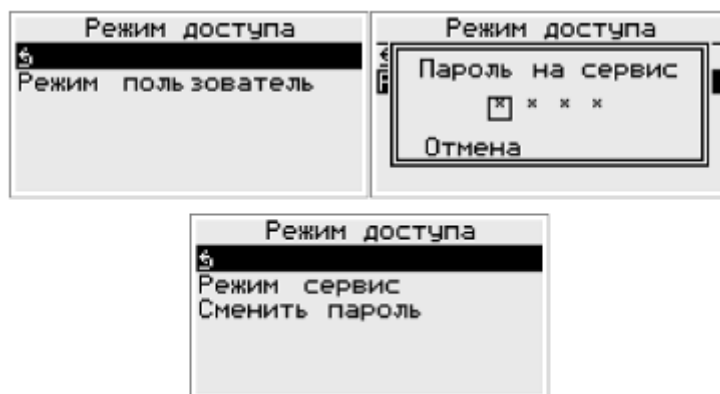 Режим доступа
Режим пользователь
Режим доступа
Пароль на сервис
* * * *
Отмена
Режим доступа
Режим сервис
Сменить пароль